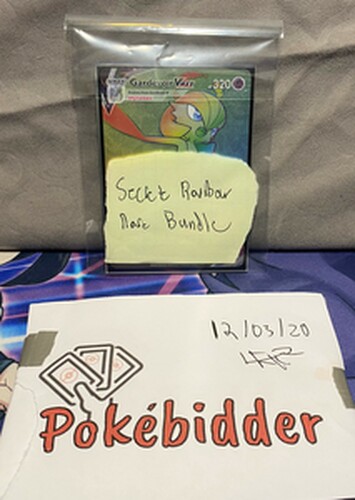 Gardevoir VMAX 320
Secret Rainbow
Rare Bundle
12/03/20
Pokébidder